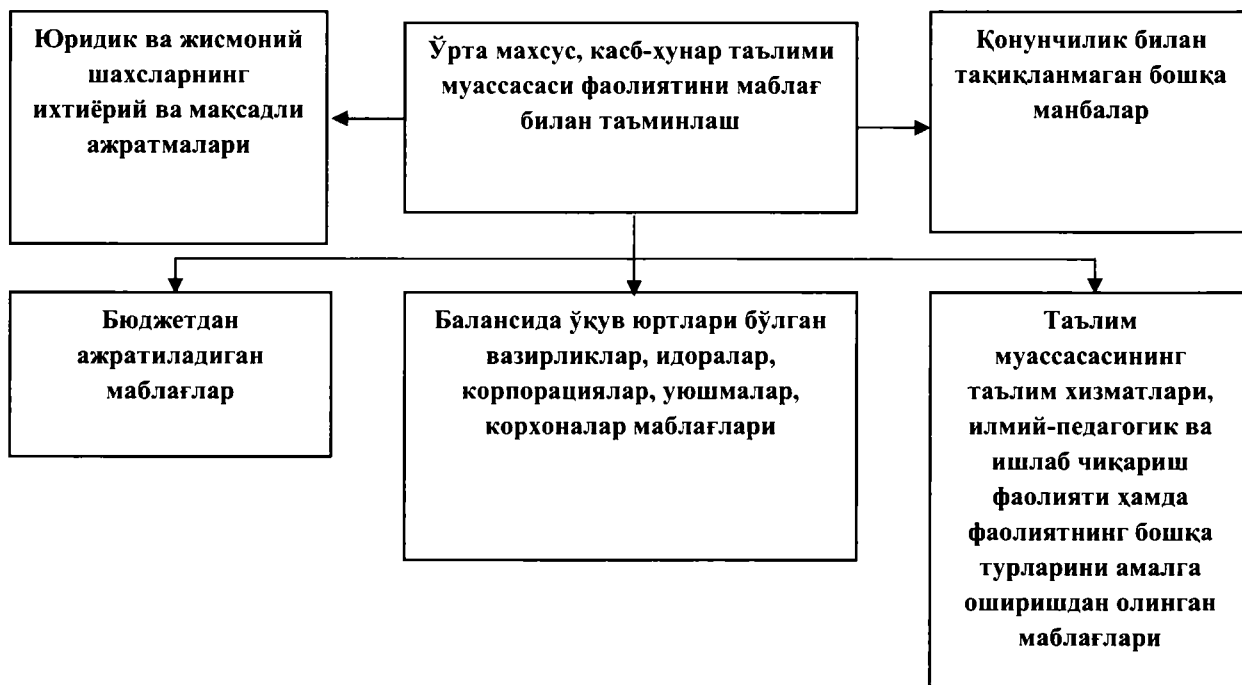 Юридик ва жисмоний
шахсларнинг
ихтиёрий ва мақсадли
ажратмалари
Ўрта махсус, касб-ҳунар таълими
муассасаси фаолиятини маблағ
билан таъминлаш
Қонунчилик билан
тақиқланмаган бошқа
манбалар
Бюджетдан
ажратиладиган
маблағлар
Балансида ўқув юртлари бўлган
вазирликлар, идоралар,
корпорациялар, уюшмалар,
корхоналар маблағлари
Таълим
муассасасининг
таълим хизматлари,
илмий-педагогик ва
ишлаб чиқариш
фаолияти ҳамда
фаолиятнинг бошқа
турларини амалга
оширишдан олинган
маблағлари